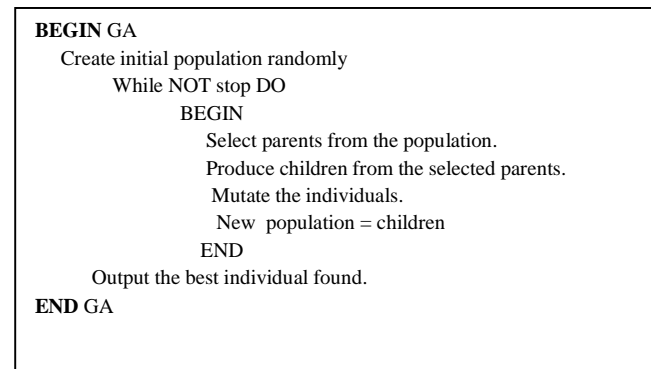 BEGIN GA
Create initial population randomly
While NOT stop DO
BEGIN
Select parents from the population.
Produce children from the selected parents.
Mutate the individuals.
New population = children
END
Output the best individual found.
END GA